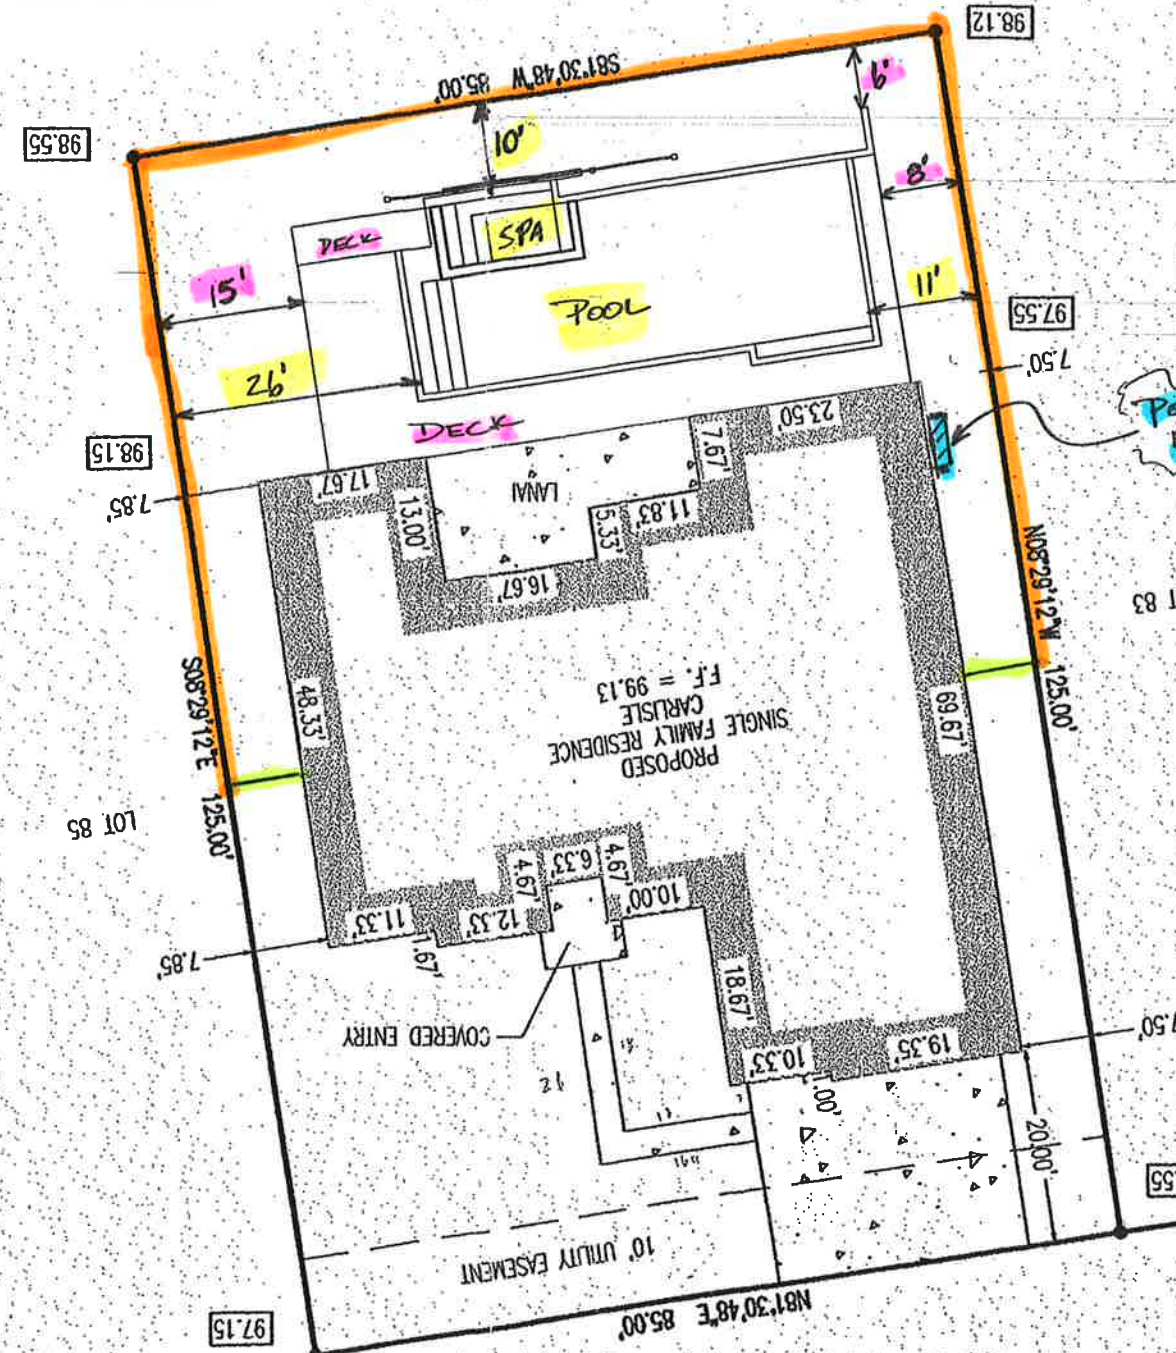 98.12
S81°30'48"W 85.00'
98.55
10'
6'
8'
DECK
SPA
15'
POOL
11'
97.55
7.50'
26'
DECK
98.15
7.85'
17.67'
13.00'
LANAI
7.67'
23.50'
5.33'
11.83'
16.67'
N08°29'12"W 125.00'
PROPOSED
SINGLE FAMILY RESIDENCE
CARLISLE
F.F. = 99.13
48.33'
69.67'
S08°29'12"E 125.00'
LOT 85
11.33'
1.67'
12.33'
4.67'
6.33'
4.67'
10.00'
7.85'
COVERED ENTRY
18.67'
10.33'
1.00'
19.35'
20.00'
10' UTILITY EASEMENT
97.15
N81°30'48"E 85.00'